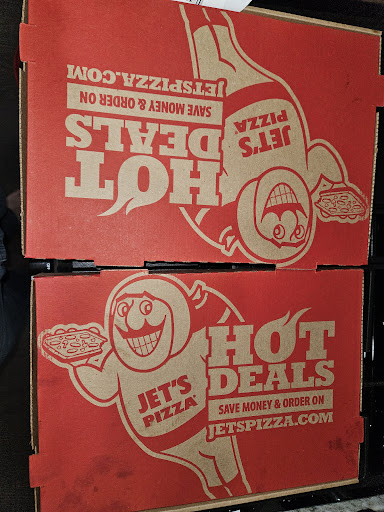 HOT
DEALS
SAVE MONEY & ORDER ON
JETSPIZZA.COM
JET'S
PIZZA
JET'S
PIZZA
HOT
DEALS
SAVE MONEY & ORDER ON
JETSPIZZA.COM